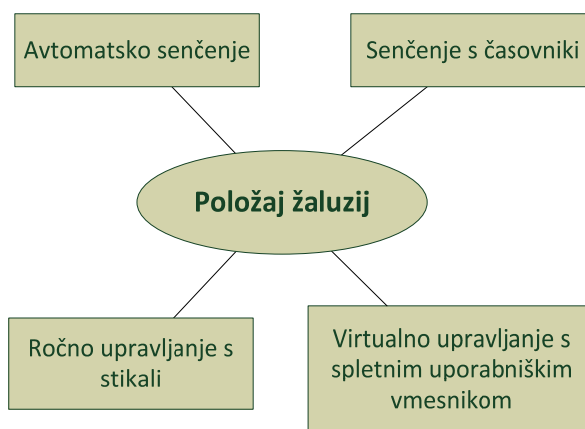 Avtomatsko senčenje
Senčenje s časovniki
Položaj žaluzij
Ročno upravljanje s
stikali
Virtualno upravljanje s
spletnim uporabniškim
vmesnikom